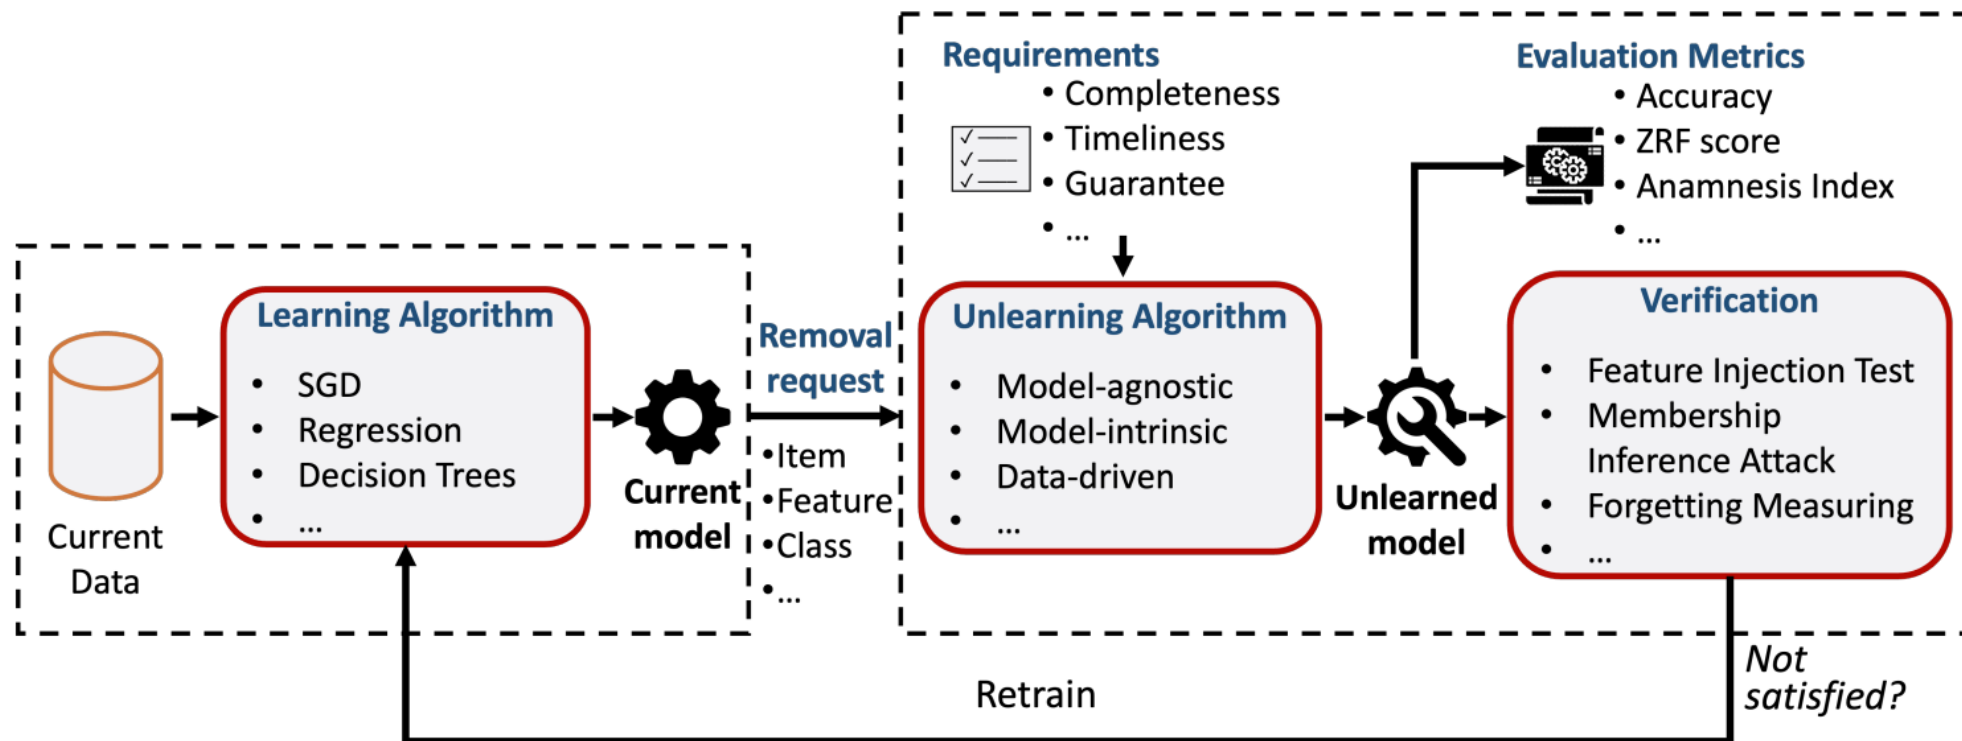 Requirements
• Completeness
• Timeliness
• Guarantee
• ...
Evaluation Metrics
• Accuracy
• ZRF score
• Anamnesis Index
• ...
Current
Data
Learning Algorithm
• SGD
• Regression
• Decision Trees
• ...
Current
model
Removal
request
•Item
•Feature
•Class
•...
Unlearning Algorithm
• Model-agnostic
• Model-intrinsic
• Data-driven
• ...
Unlearned
model
Verification
• Feature Injection Test
• Membership
Inference Attack
• Forgetting Measuring
• ...
Not
satisfied?
Retrain